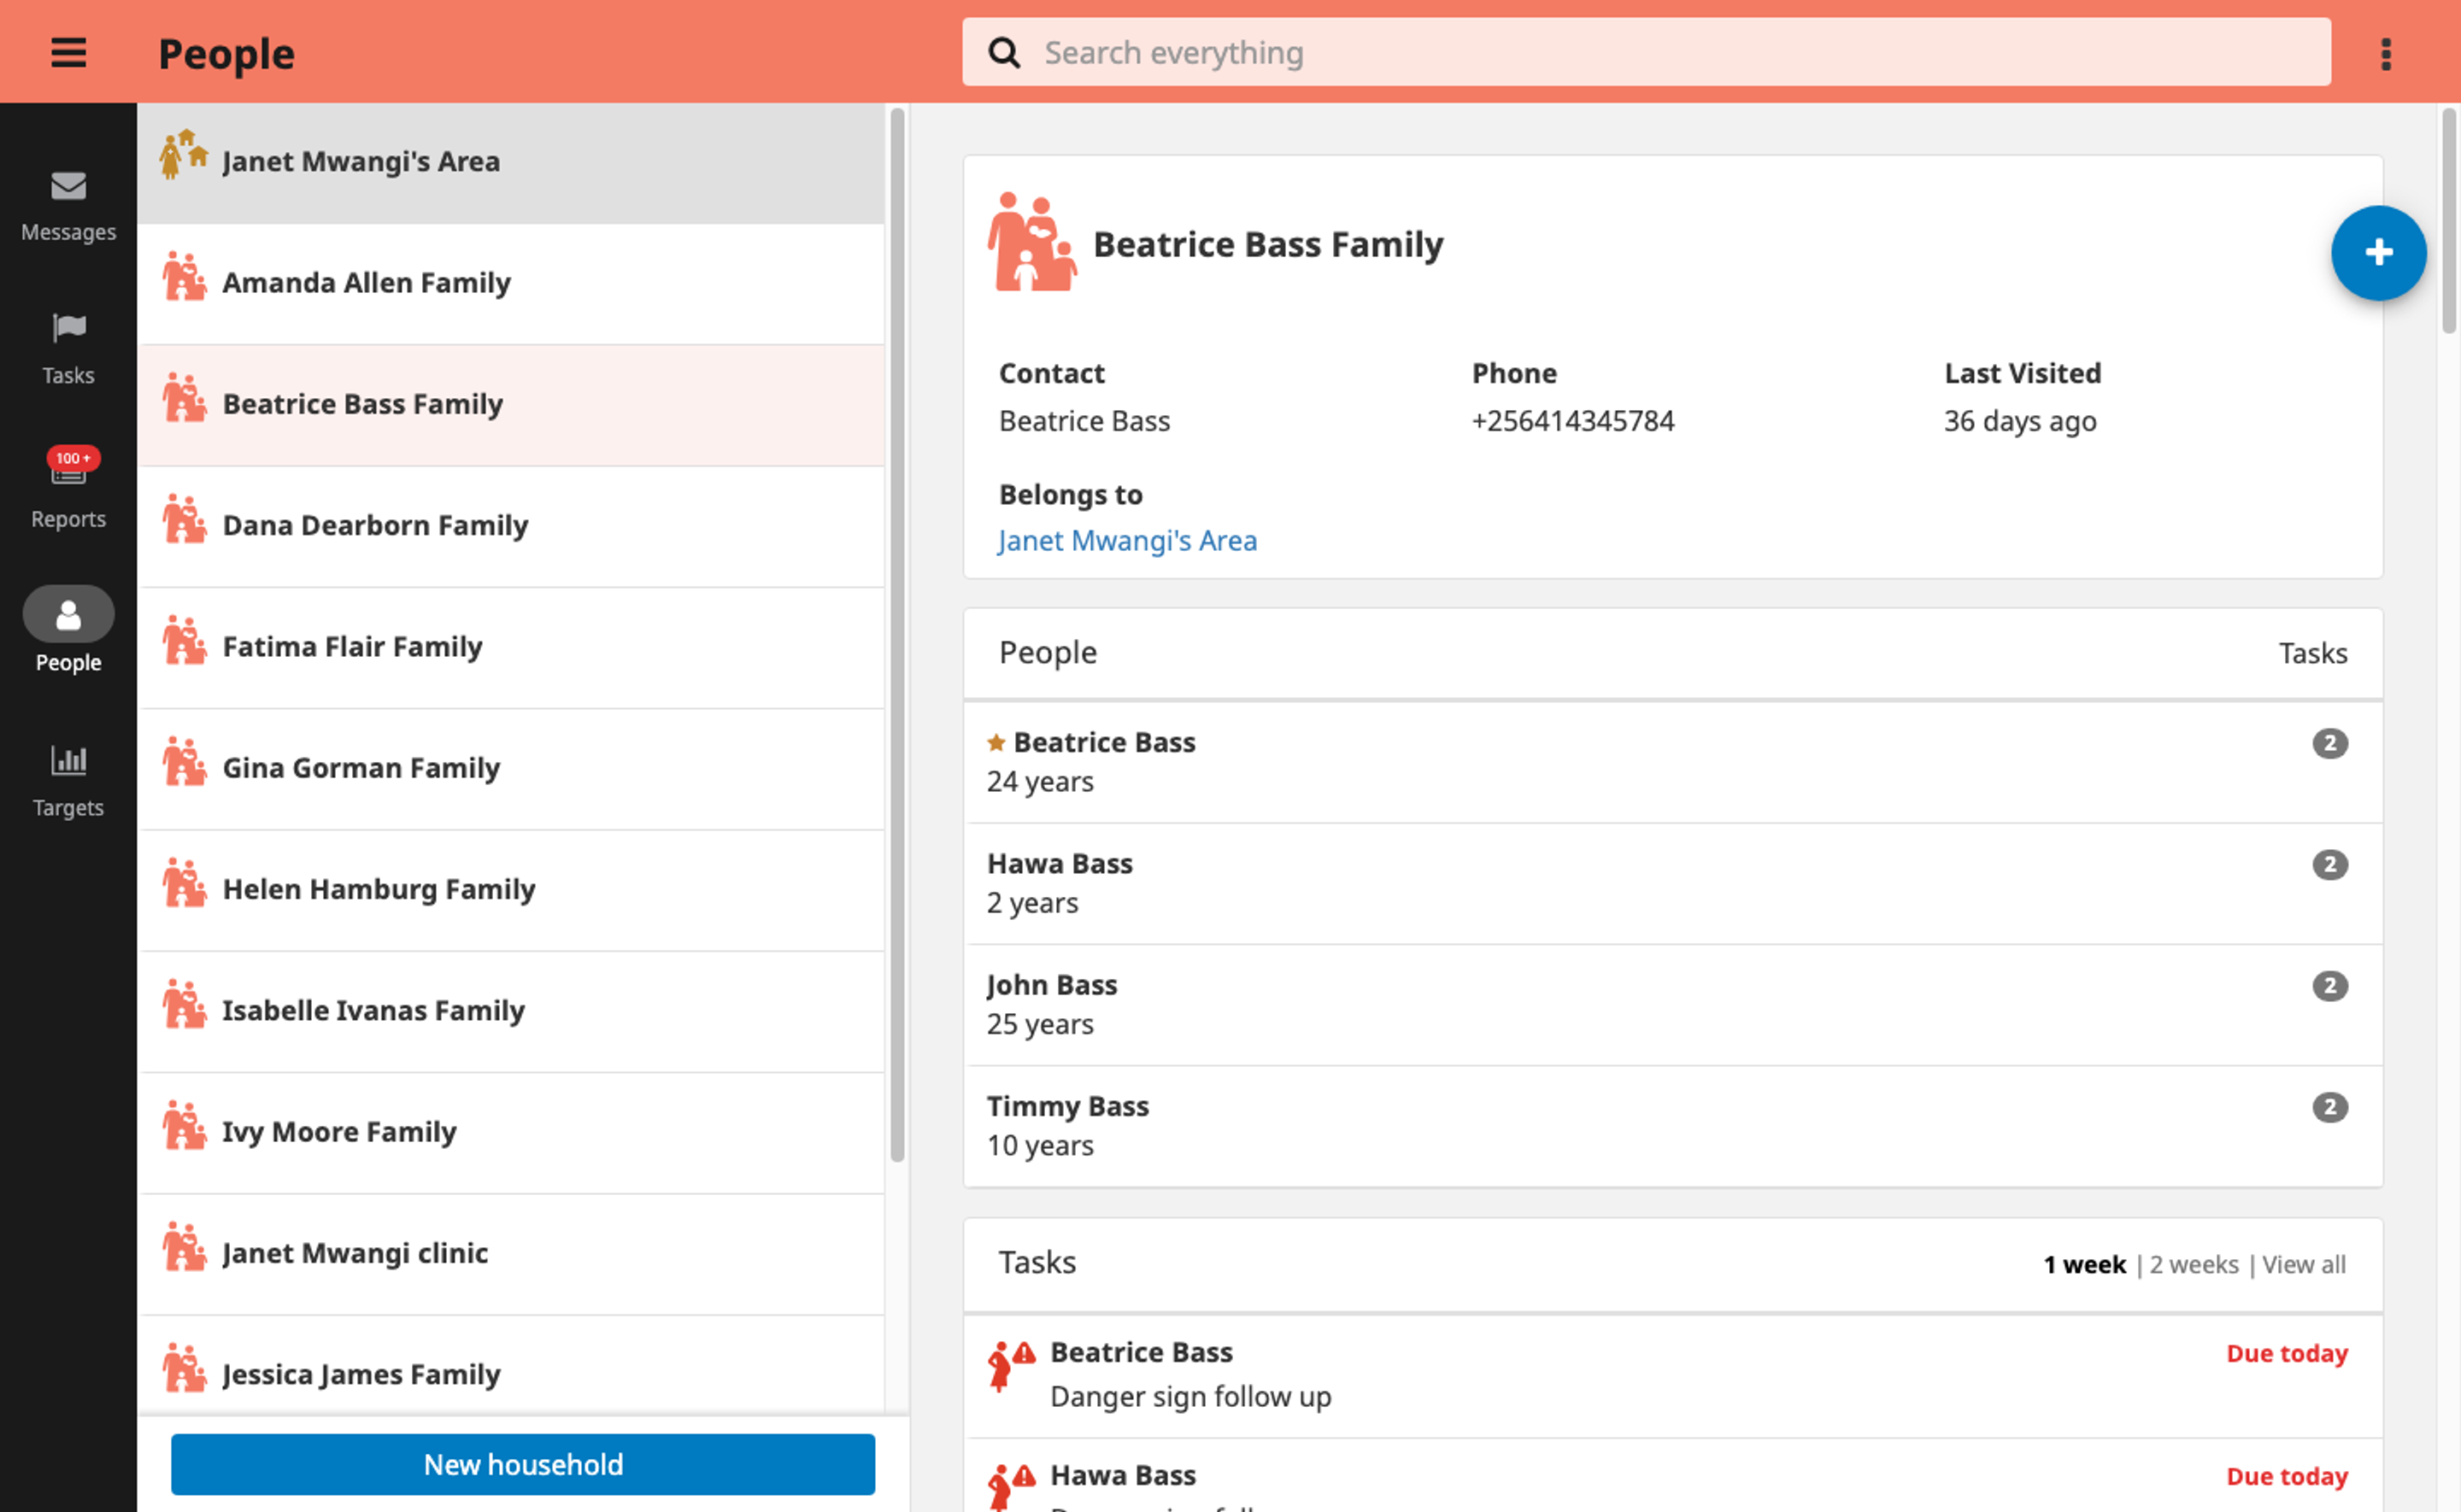 People
Search everything
Messages
Tasks
100 +
Reports
People
Targets
Janet Mwangi's Area
Amanda Allen Family
Beatrice Bass Family
Dana Dearborn Family
Fatima Flair Family
Gina Gorman Family
Helen Hamburg Family
Isabelle Ivanas Family
Ivy Moore Family
Janet Mwangi clinic
Jessica James Family
New household
Beatrice Bass Family
Contact Phone Last Visited
Beatrice Bass +256414345784 36 days ago
Belongs to
Janet Mwangi's Area
People Tasks
Beatrice Bass 2
24 years
Hawa Bass 2
2 years
John Bass 2
25 years
Timmy Bass 2
10 years
Tasks 1 week | 2 weeks | View all
Beatrice Bass Due today
Danger sign follow up
Hawa Bass Due today